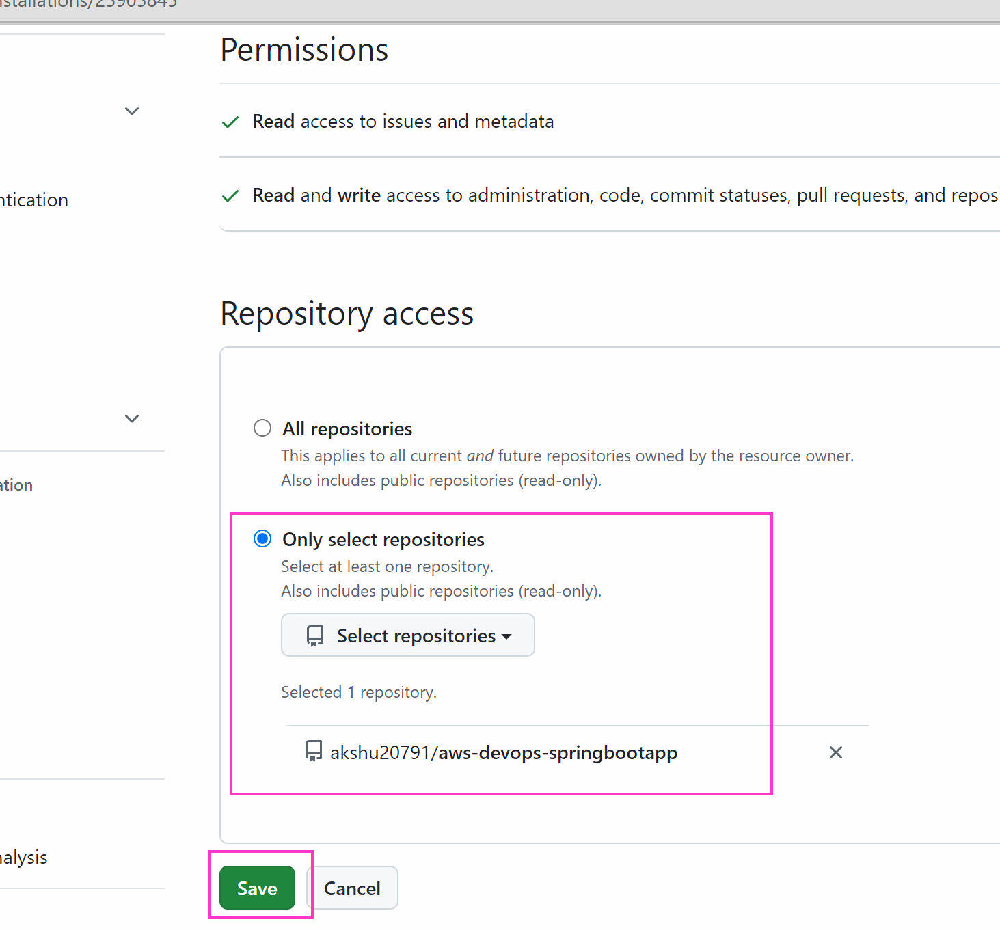 Permissions
Read access to issues and metadata
Read and write access to administration, code, commit statuses, pull requests, and repos
ntication
Repository access
All repositories
This applies to all current and future repositories owned by the resource owner.
Also includes public repositories (read-only).
ation
Only select repositories
Select at least one repository.
Also includes public repositories (read-only).
Select repositories
Selected 1 repository.
akshu20791/aws-devops-springbootapp
nalysis
Save
Cancel